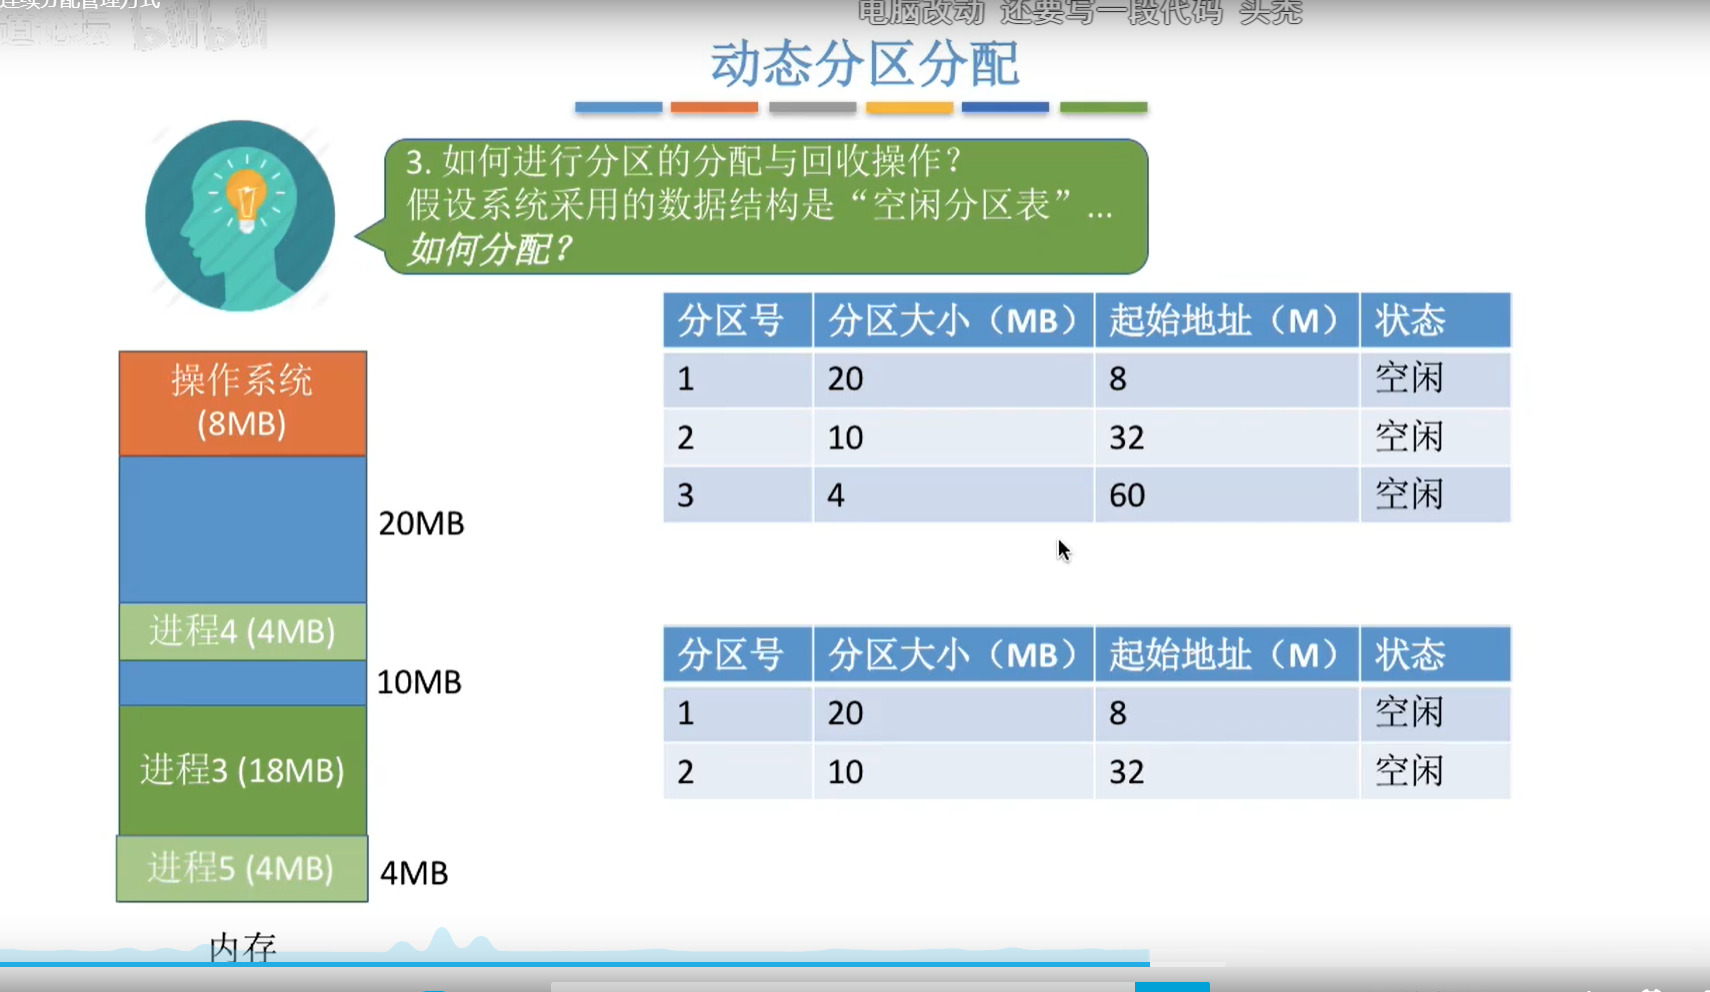 连续分配管理方式
电脑改动 还要写一段代码 头秃
bilibili
动态分区分配
3. 如何进行分区的分配与回收操作？
假设系统采用的数据结构是“空闲分区表”...
如何分配？
分区号 分区大小（MB） 起始地址（M） 状态
1 20 8 空闲
2 10 32 空闲
3 4 60 空闲
操作系统
(8MB)
20MB
进程4 (4MB)
10MB
进程3 (18MB)
进程5 (4MB)
4MB
内存
分区号 分区大小（MB） 起始地址（M） 状态
1 20 8 空闲
2 10 32 空闲